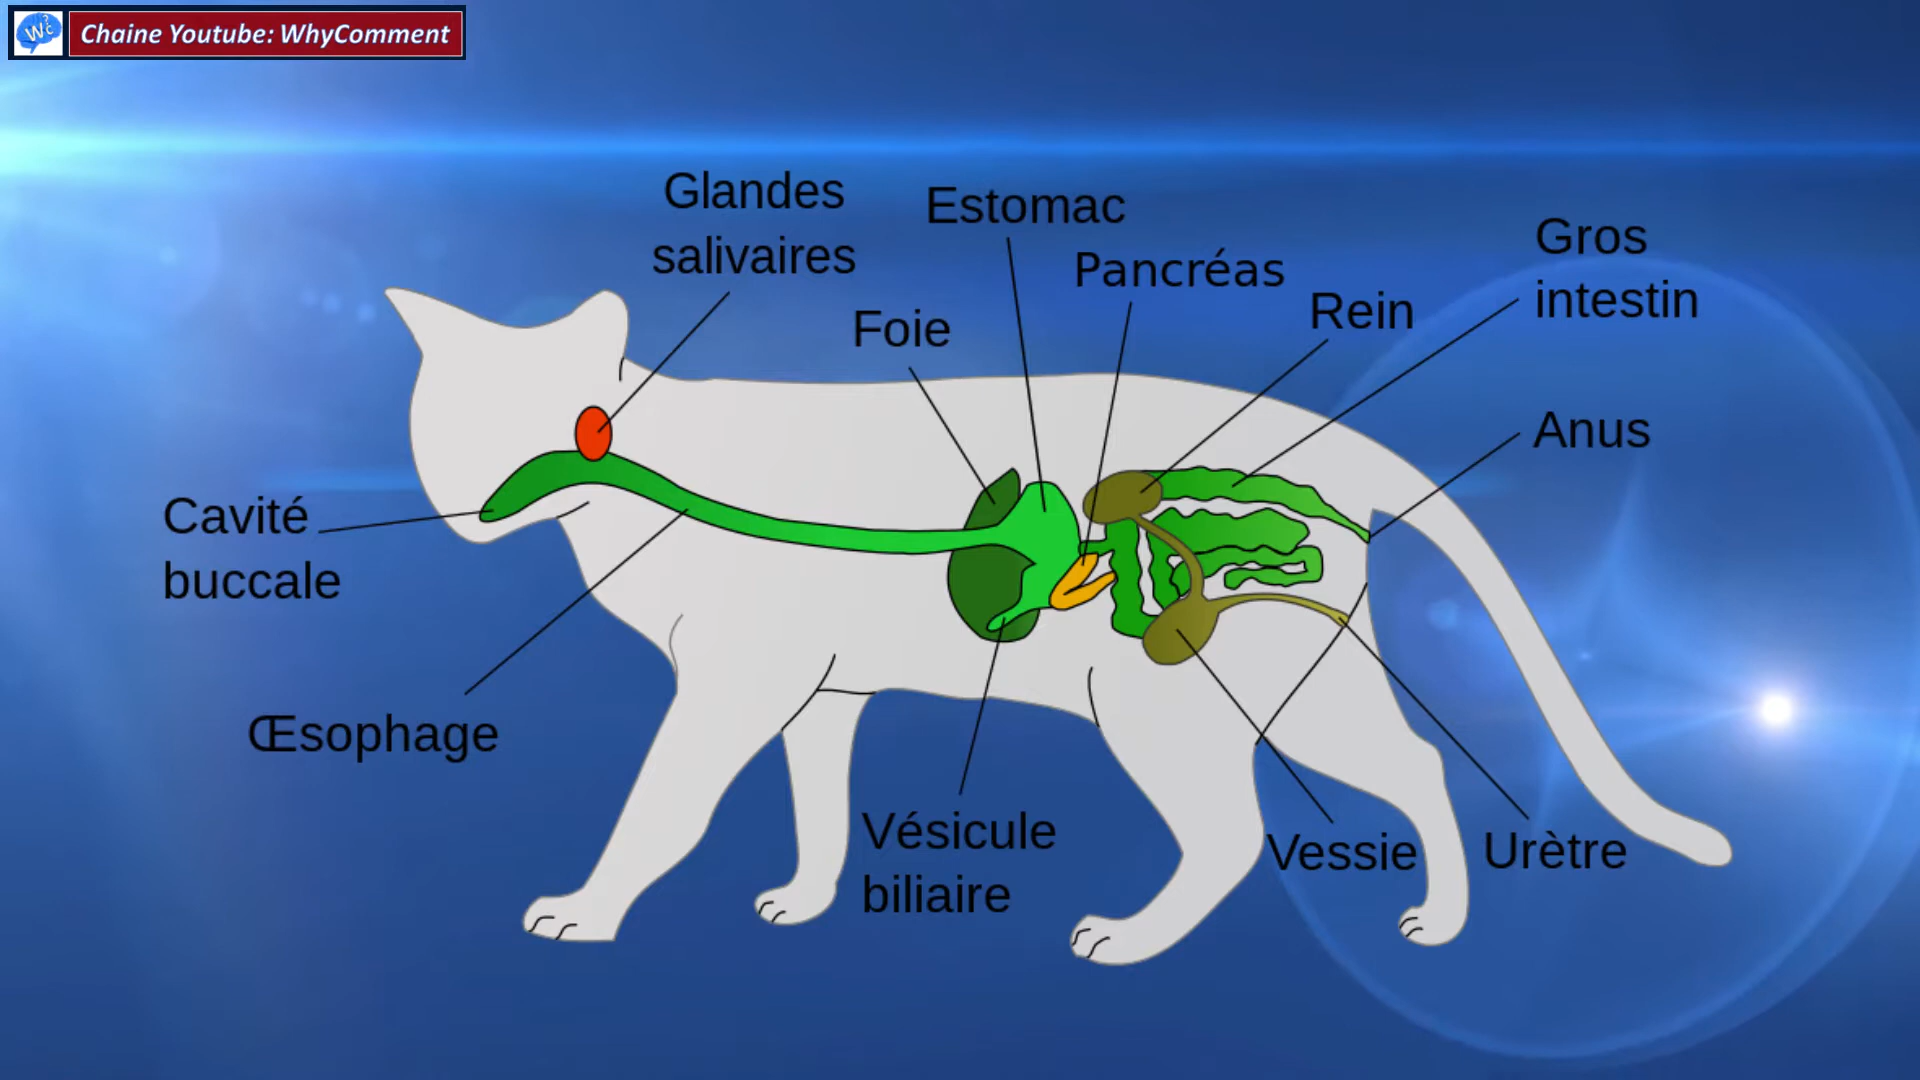 Wc
?
Chaine Youtube: WhyComment
Glandes
salivaires
Estomac
Pancréas
Foie
Rein
Gros
intestin
Anus
Cavité
buccale
Œsophage
Vésicule
biliaire
Vessie
Urètre